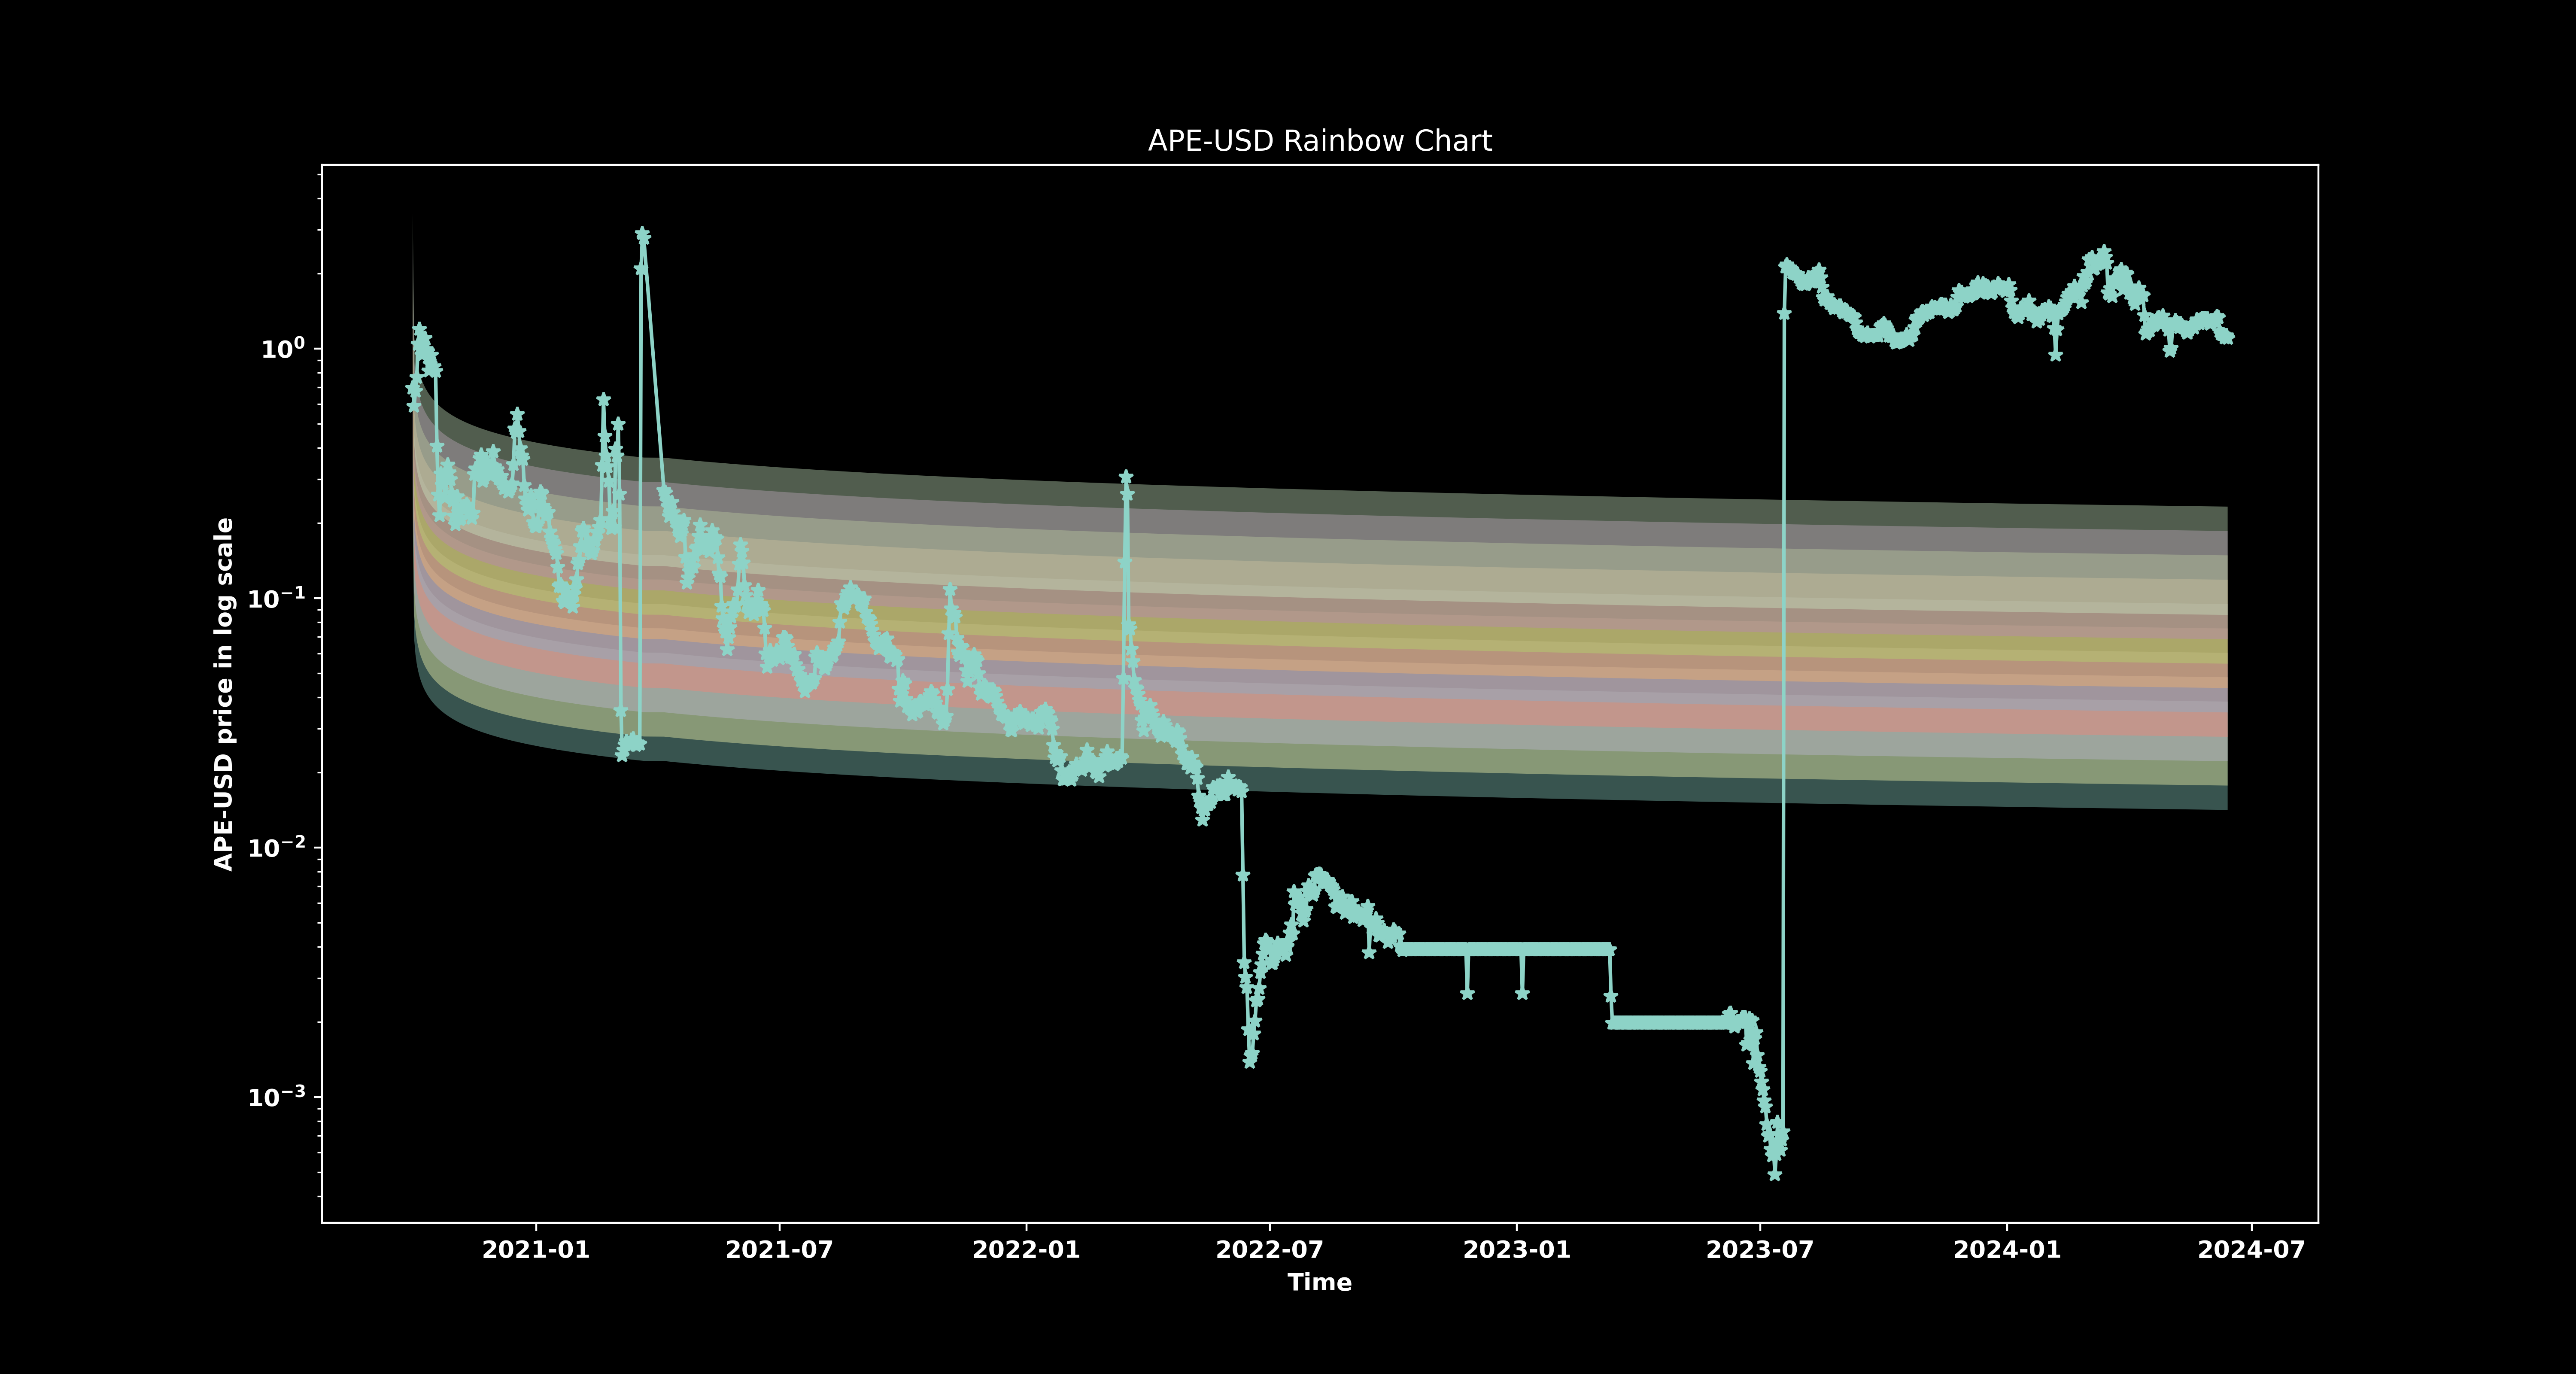 APE-USD Rainbow Chart
APE-USD price in log scale
10⁰
10⁻¹
10⁻²
10⁻³
2021-01 2021-07 2022-01 2022-07 2023-01 2023-07 2024-01 2024-07
Time